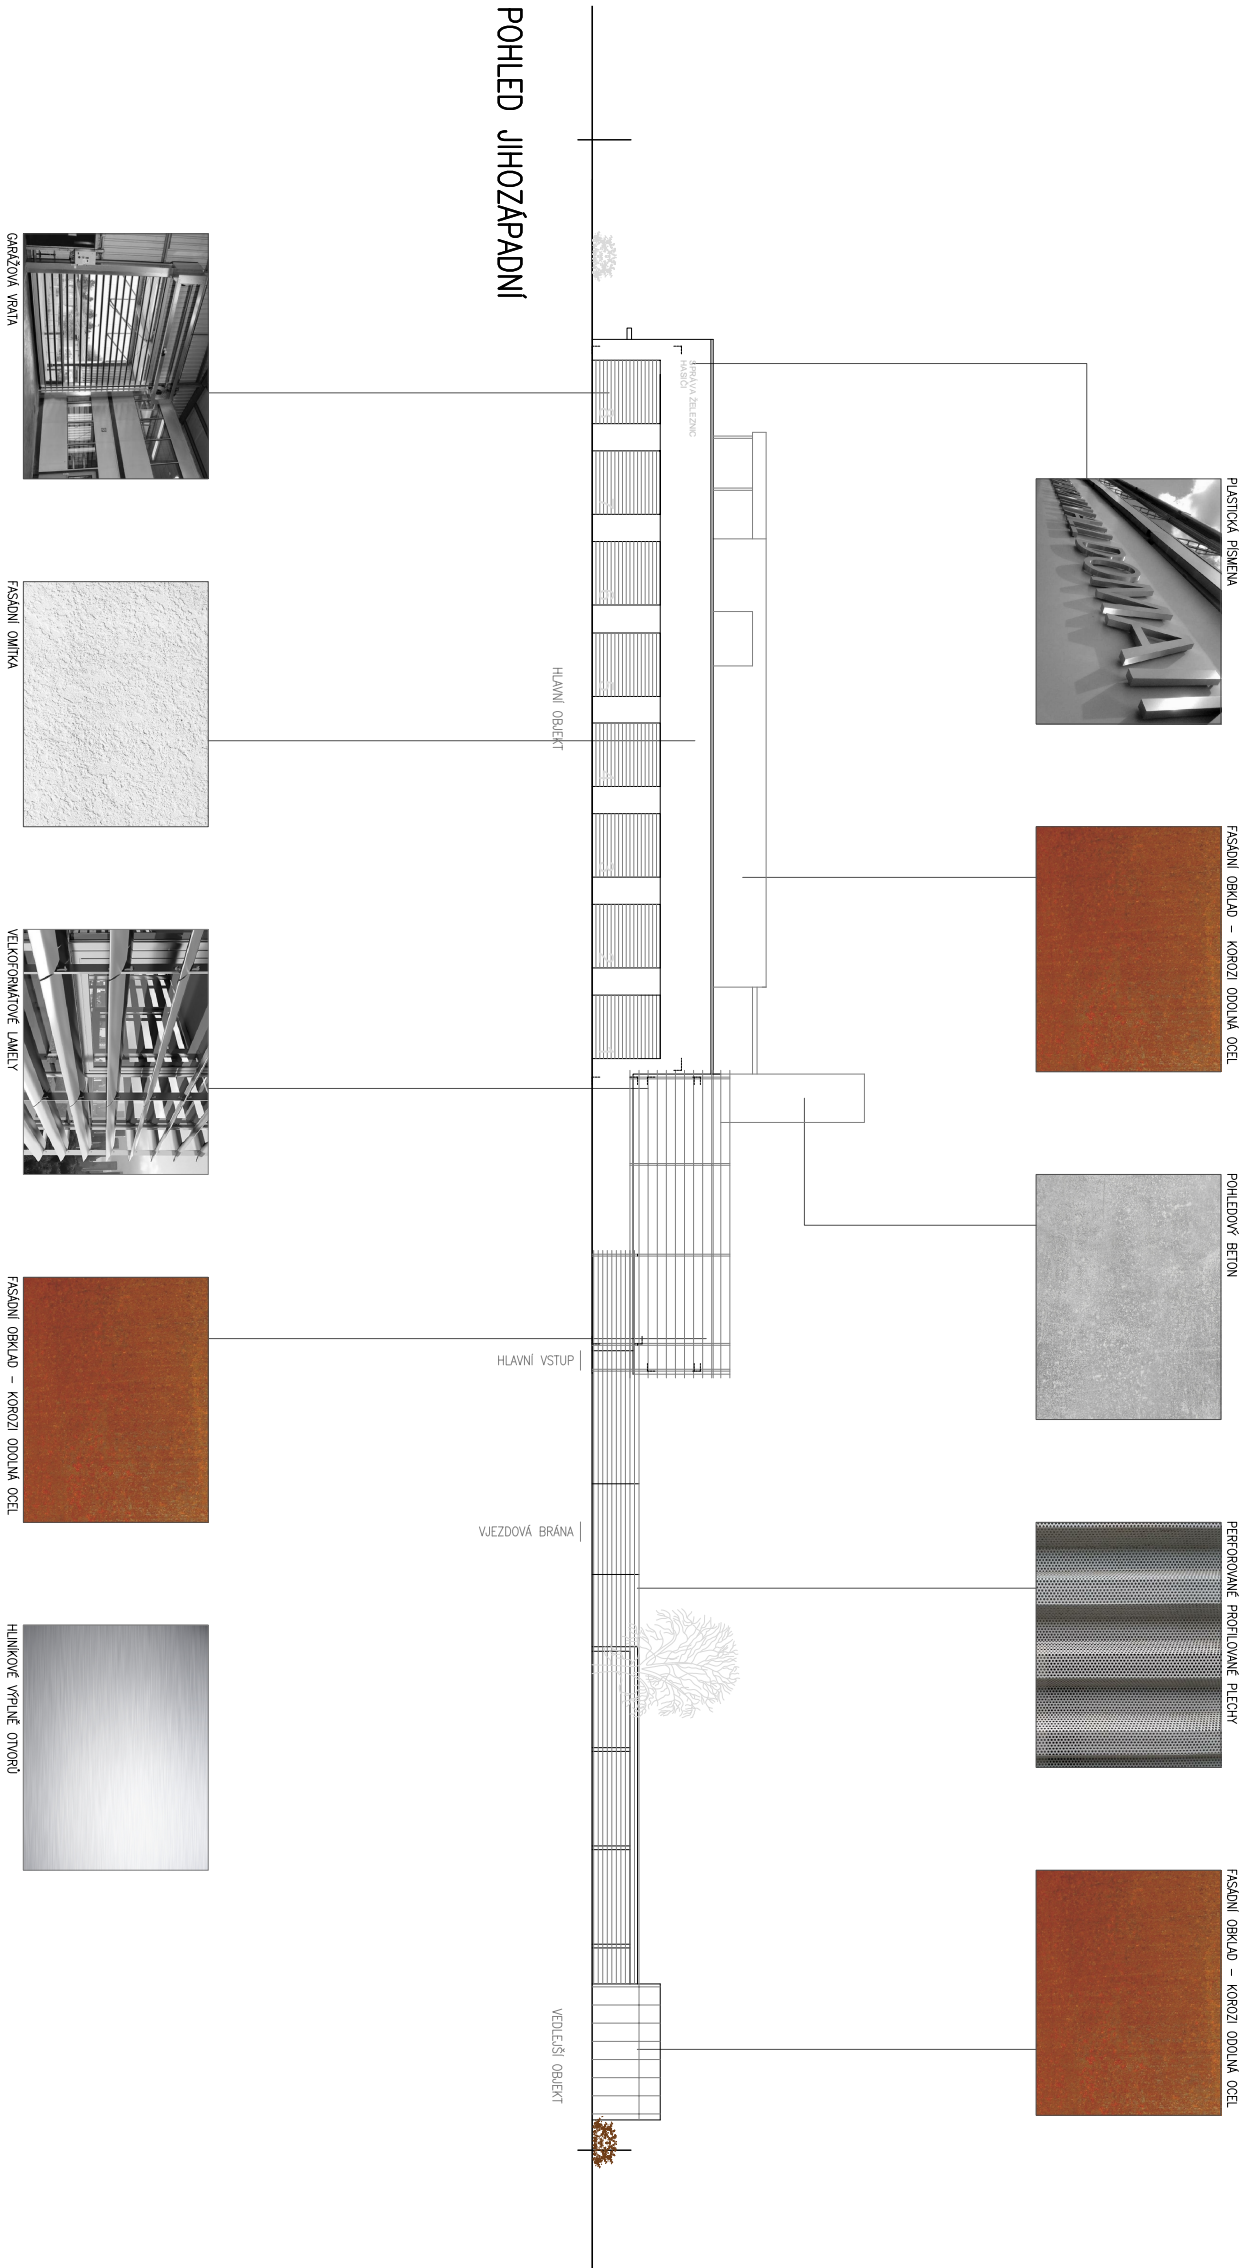 PLASTICKÁ PÍSMENA
FASÁDNÍ OBKLAD – KOROZI ODOLNÁ OCEL
POHLEDOVÝ BETON
PERFOROVANÉ PROFILOVANÉ PLECHY
FASÁDNÍ OBKLAD – KOROZI ODOLNÁ OCEL
SPRÁVA ŽELEZNIC
HASIČI
HLAVNÍ OBJEKT
HLAVNÍ VSTUP
VJEZDOVÁ BRÁNA
VEDLEJŠÍ OBJEKT
POHLED JIHOZÁPADNÍ
GARÁŽOVÁ VRATA
FASÁDNÍ OMÍTKA
VELKOFORMÁTOVÉ LAMELY
FASÁDNÍ OBKLAD – KOROZI ODOLNÁ OCEL
HLINÍKOVÉ VÝPLNĚ OTVORŮ